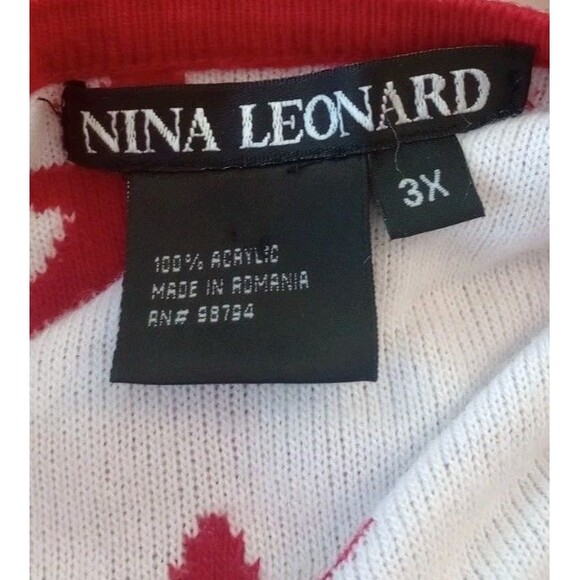 NINA LEONARD
3X
100% ACRYLIC
MADE IN ROMANIA
RN# 98794